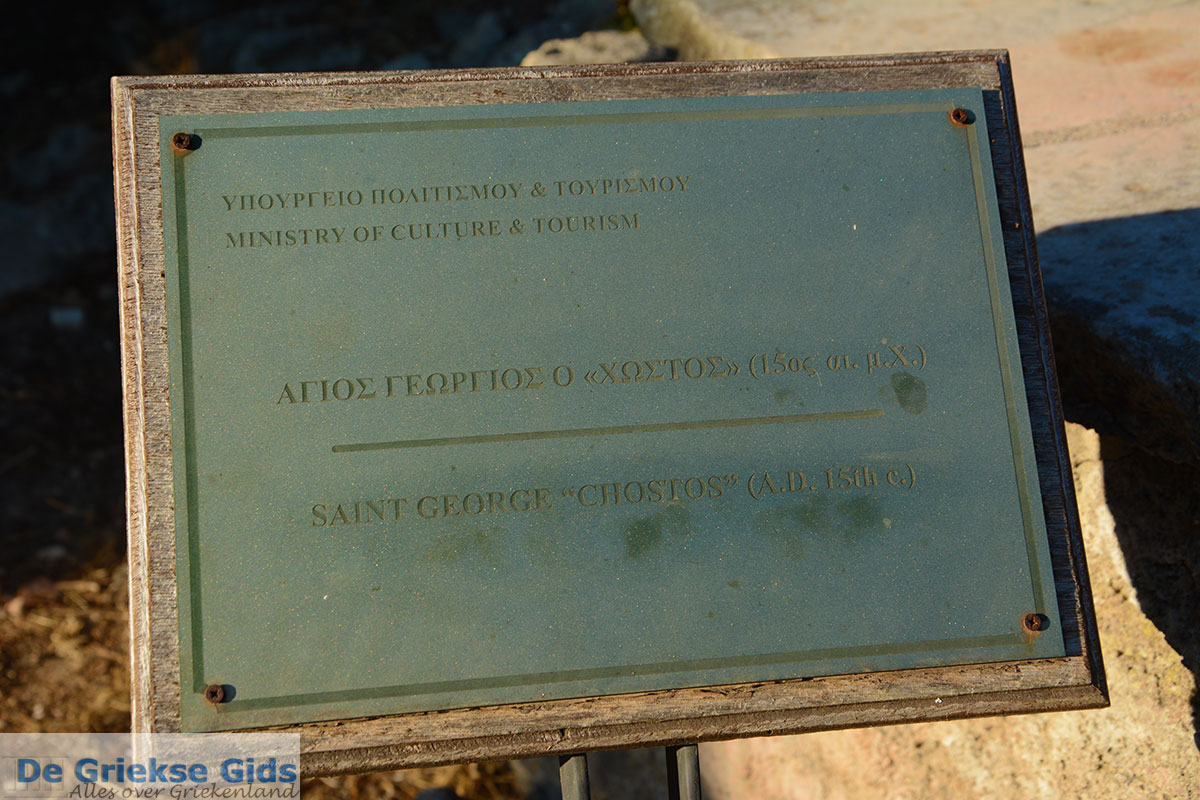 ΥΠΟΥΡΓΕΙΟ ΠΟΛΙΤΙΣΜΟΥ & ΤΟΥΡΙΣΜΟΥ
MINISTRY OF CULTURE & TOURISM
ΑΓΙΟΣ ΓΕΩΡΓΙΟΣ Ο «ΧΩΣΤΟΣ» (15ος αι. μ.Χ.)
SAINT GEORGE “CHOSTOS” (A.D. 15th c.)
De Griekse Gids
Alles over Griekenland